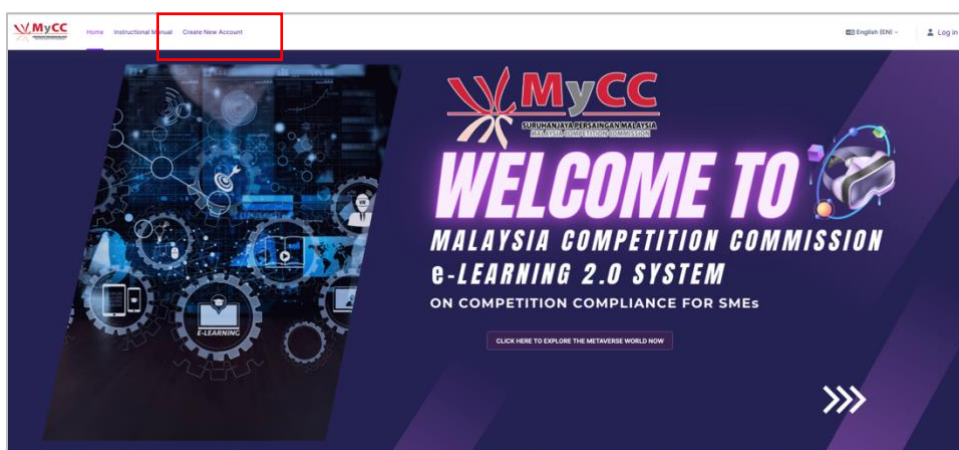 MyCC
Home Instructional Manual Create New Account English (EN) Log in
MyCC
SURUHANJAYA PERSAINGAN MALAYSIA
MALAYSIA COMPETITION COMMISSION
WELCOME TO
MALAYSIA COMPETITION COMMISSION
e-LEARNING 2.0 SYSTEM
ON COMPETITION COMPLIANCE FOR SMEs
CLICK HERE TO EXPLORE THE METAVERSE WORLD NOW
VR
E-LEARNING